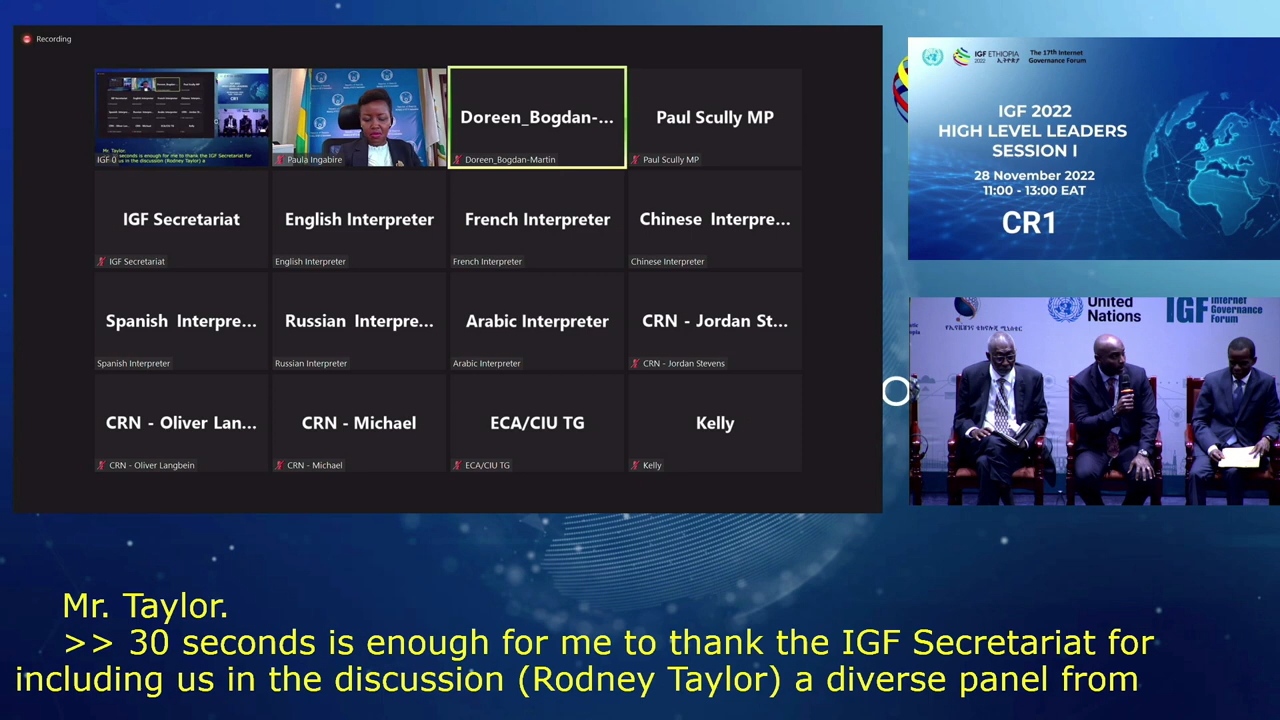 Recording
Mr. Taylor.
IGF
Paula Ingabire
Doreen_Bogdan-...
Doreen_Bogdan-Martin
Paul Scully MP
Paul Scully MP
IGF Secretariat
IGF Secretariat
English Interpreter
English Interpreter
French Interpreter
French Interpreter
Chinese Interpre...
Chinese Interpreter
Spanish Interpre...
Spanish Interpreter
Russian Interpre...
Russian Interpreter
Arabic Interpreter
Arabic Interpreter
CRN - Jordan St...
CRN - Jordan Stevens
CRN - Oliver Lan...
CRN - Oliver Langbein
CRN - Michael
CRN - Michael
ECA/CIU TG
ECA/CIU TG
Kelly
Kelly
IGF ETHIOPIA
2022 ኢትዮጵያ
The 17th Internet
Governance Forum
IGF 2022
HIGH LEVEL LEADERS
SESSION I
28 November 2022
11:00 - 13:00 EAT
CR1
United
Nations
IGF
Internet
Governance
Forum
Mr. Taylor.
>> 30 seconds is enough for me to thank the IGF Secretariat for
including us in the discussion (Rodney Taylor) a diverse panel from